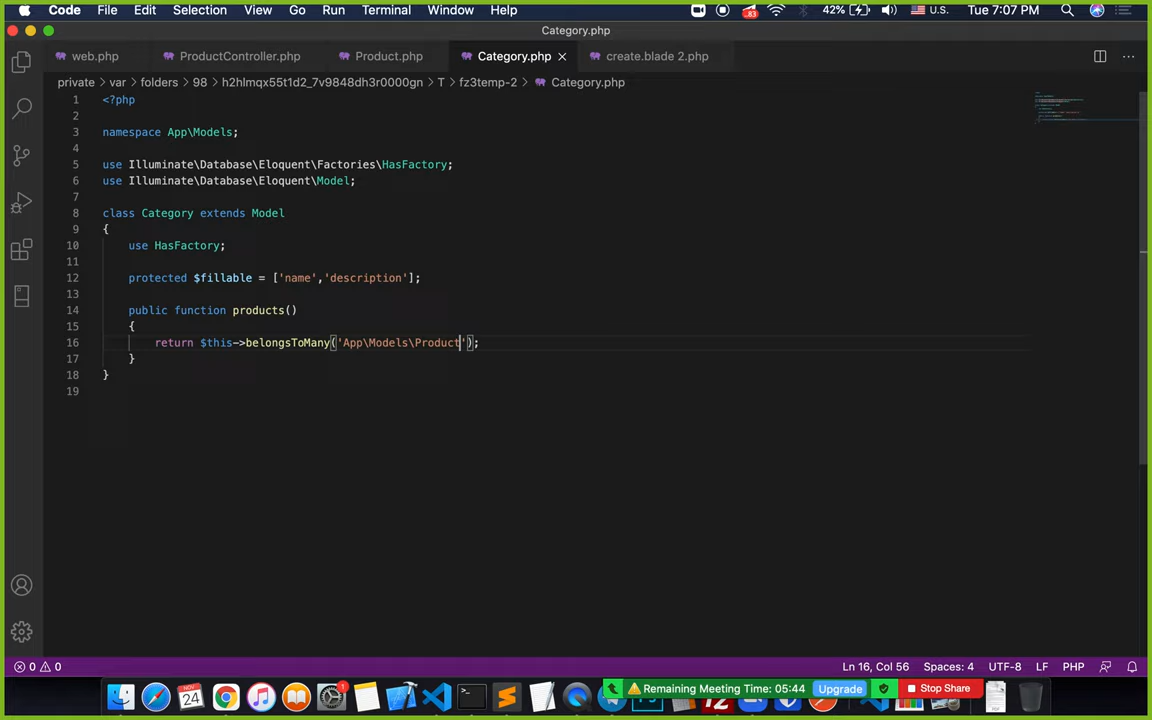 Code File Edit Selection View Go Run Terminal Window Help 83 42% U.S. Tue 7:07 PM
Category.php
web.php ProductController.php Product.php Category.php create.blade 2.php
private > var > folders > 98 > h2hlmqx55t1d2_7v9848dh3r0000gn > T > fz3temp-2 > Category.php
1 <?php
2
3 namespace App\Models;
4
5 use Illuminate\Database\Eloquent\Factories\HasFactory;
6 use Illuminate\Database\Eloquent\Model;
7
8 class Category extends Model
9 {
10 use HasFactory;
11
12 protected $fillable = ['name','description'];
13
14 public function products()
15 {
16 return $this->belongsToMany('App\Models\Product');
17 }
18 }
19
0 0 Ln 16, Col 56 Spaces: 4 UTF-8 LF PHP
NOV 24 1 Remaining Meeting Time: 05:44 Upgrade Stop Share